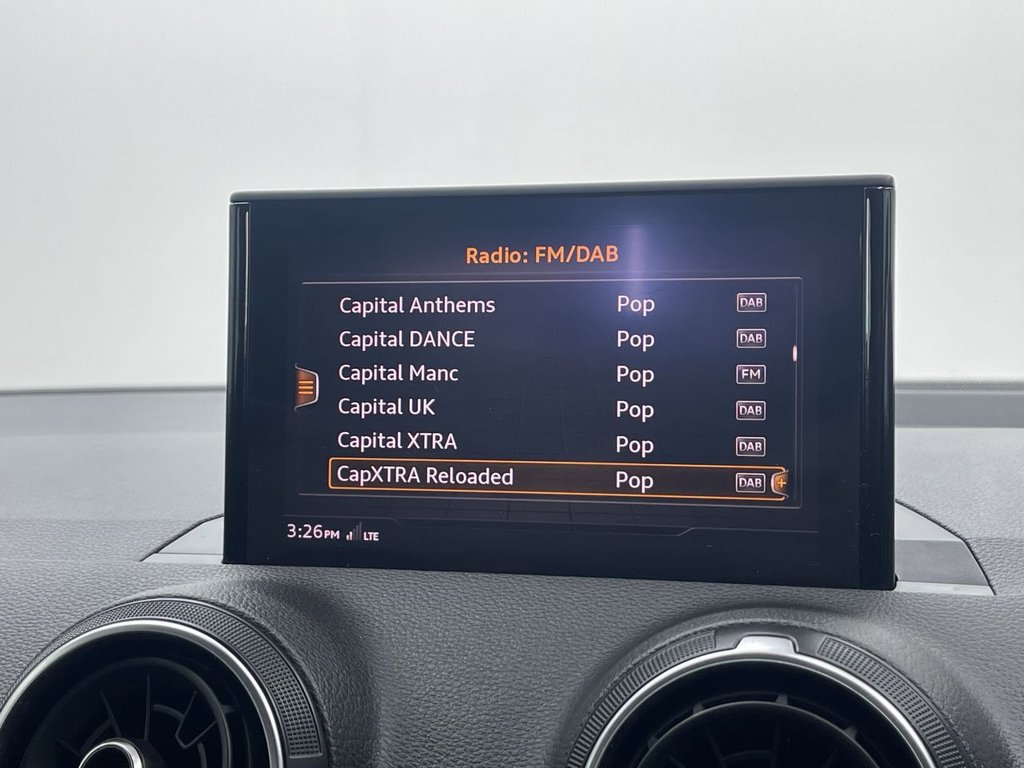 Radio: FM/DAB
Capital Anthems Pop DAB
Capital DANCE Pop DAB
Capital Manc Pop FM
Capital UK Pop DAB
Capital XTRA Pop DAB
CapXTRA Reloaded Pop DAB +
3:26PM LTE